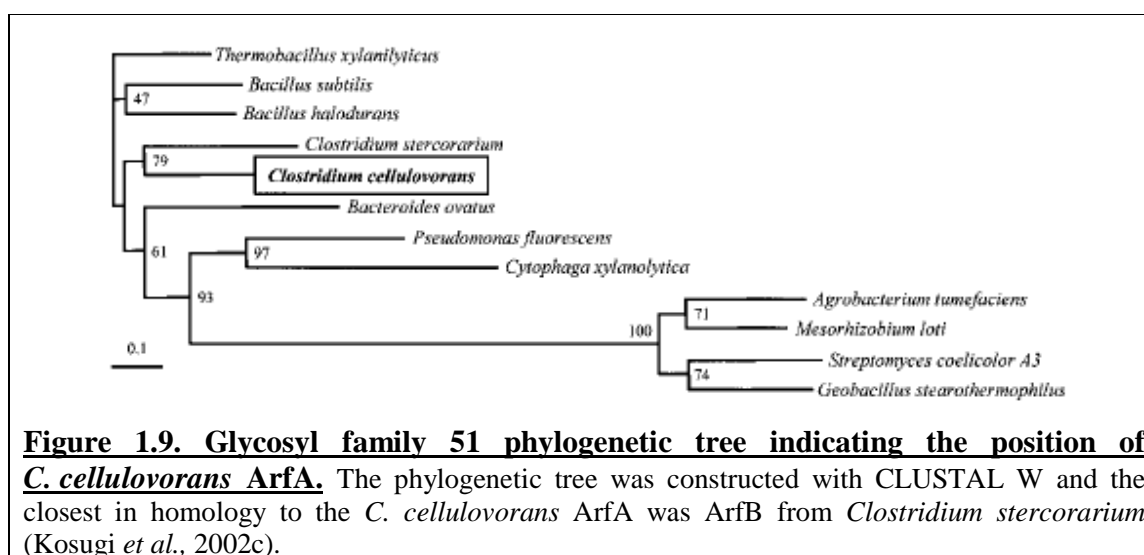 Thermobacillus xylanilyticus
Bacillus subtilis
47
Bacillus halodurans
Clostridium stercorarium
79
Clostridium cellulovorans
Bacteroides ovatus
Pseudomonas fluorescens
61
97
Cytophaga xylanolytica
93
Agrobacterium tumefaciens
71
100
Mesorhizobium loti
0.1
Streptomyces coelicolor A3
74
Geobacillus stearothermophilus
Figure 1.9. Glycosyl family 51 phylogenetic tree indicating the position of
C. cellulovorans ArfA. The phylogenetic tree was constructed with CLUSTAL W and the
closest in homology to the C. cellulovorans ArfA was ArfB from Clostridium stercorarium
(Kosugi et al., 2002c).